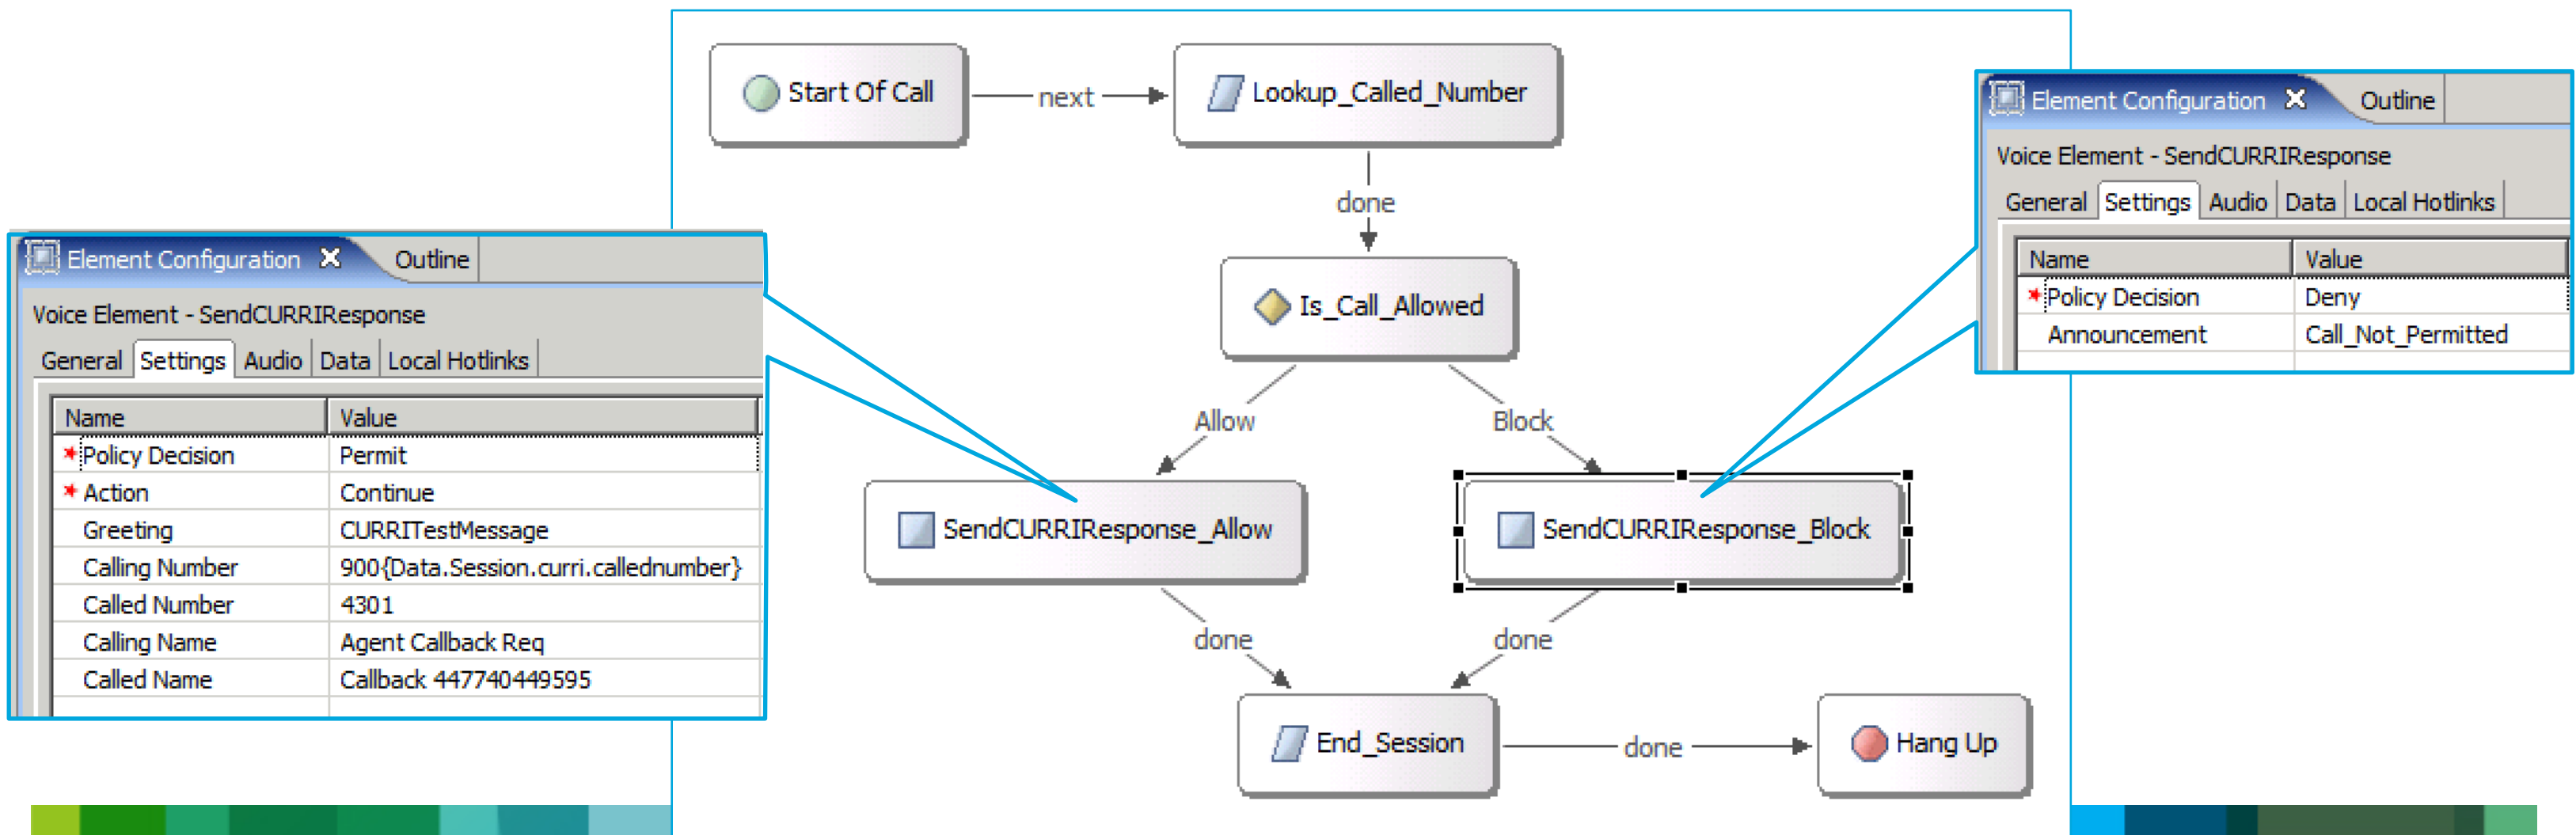 Start Of Call
next
Lookup_Called_Number
done
Is_Call_Allowed
Allow
Block
SendCURRIResponse_Allow
SendCURRIResponse_Block
done
done
End_Session
done
Hang Up
Element Configuration
Outline
Voice Element - SendCURRIResponse
General Settings Audio Data Local Hotlinks
Name Value
*Policy Decision Permit
*Action Continue
Greeting CURRITestMessage
Calling Number 900{Data.Session.curri.callednumber}
Called Number 4301
Calling Name Agent Callback Req
Called Name Callback 447740449595
Element Configuration
Outline
Voice Element - SendCURRIResponse
General Settings Audio Data Local Hotlinks
Name Value
*Policy Decision Deny
Announcement Call_Not_Permitted